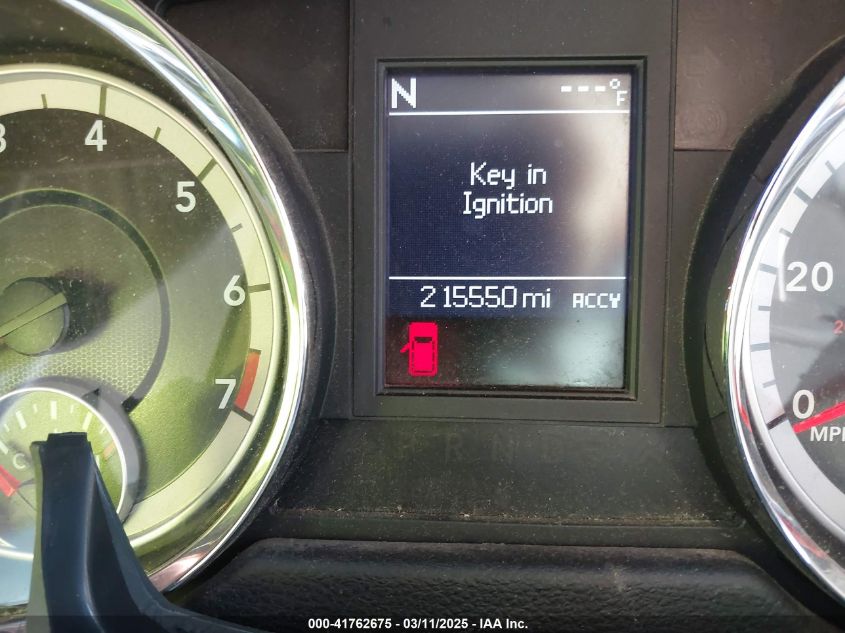 N ---°F
Key in
Ignition
215550 mi ACCY
4
5
6
7
C
20
0
MPH
R N
000-41762675 - 03/11/2025 - IAA Inc.